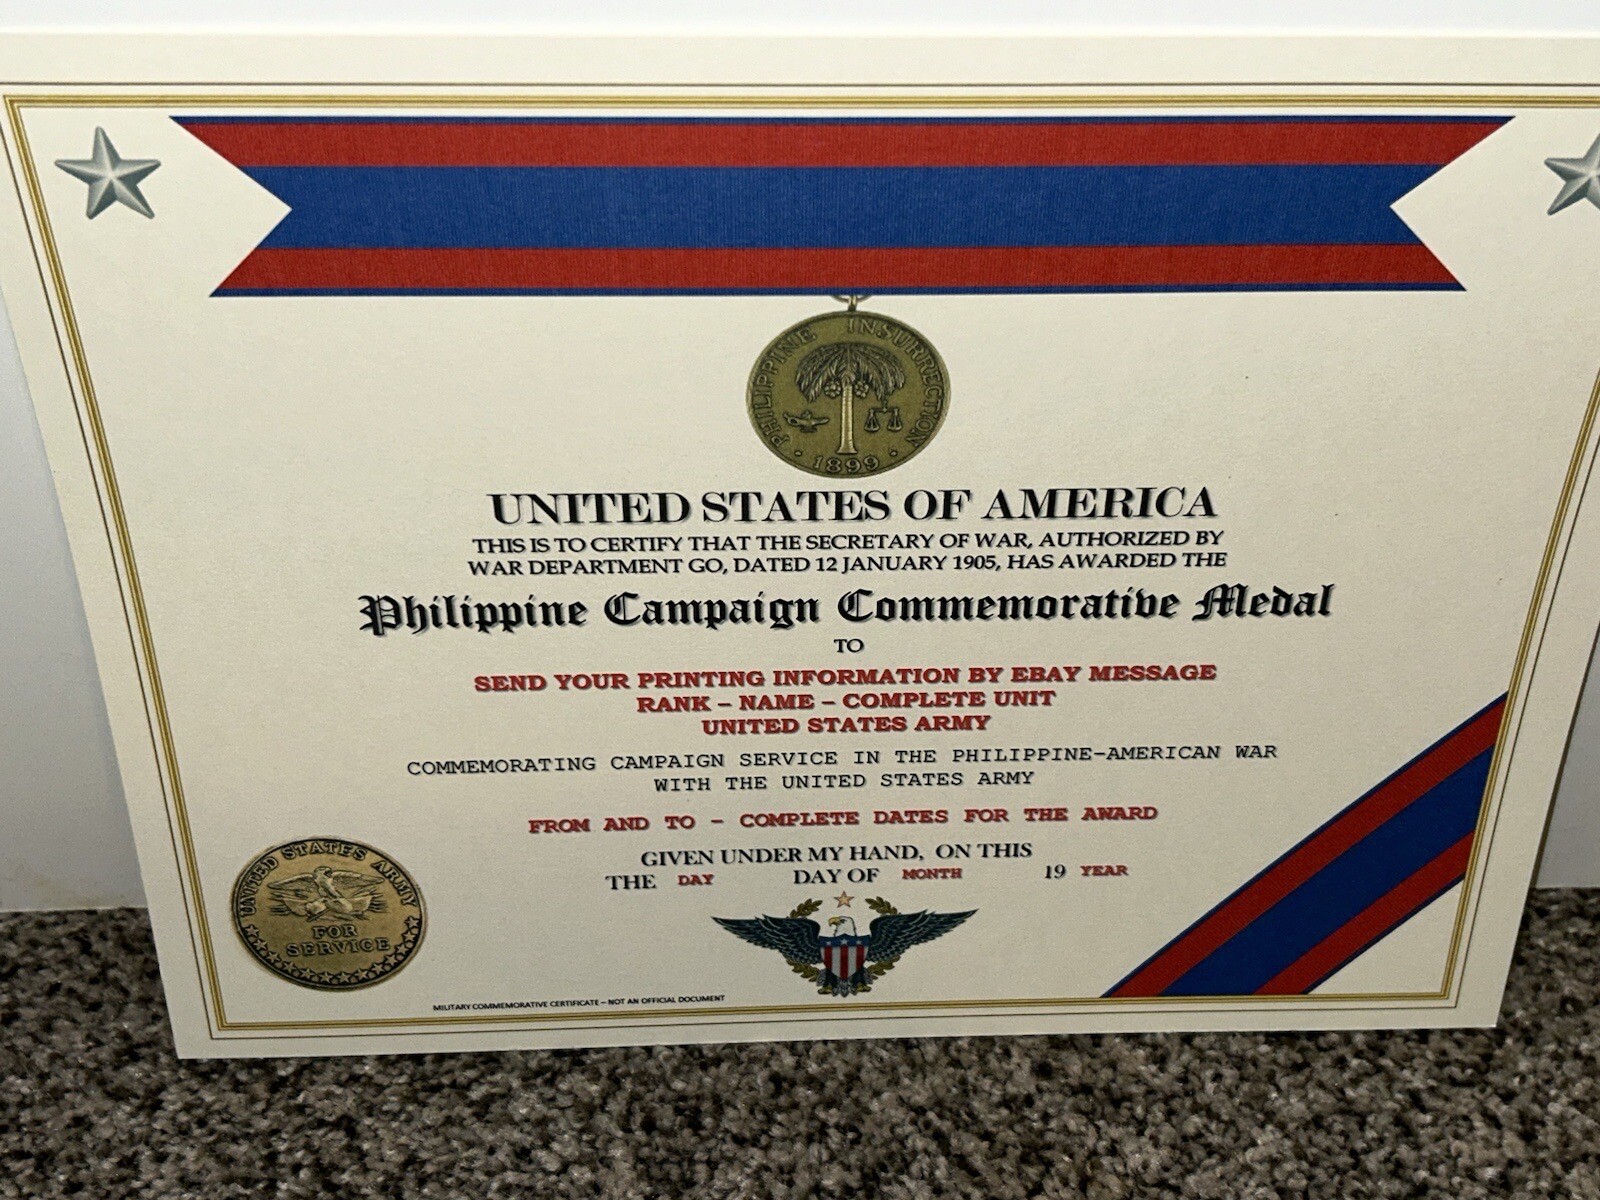 PHILIPPINE INSURRECTION
1899
UNITED STATES OF AMERICA
THIS IS TO CERTIFY THAT THE SECRETARY OF WAR, AUTHORIZED BY
WAR DEPARTMENT GO, DATED 12 JANUARY 1905, HAS AWARDED THE
Philippine Campaign Commemorative Medal
TO
SEND YOUR PRINTING INFORMATION BY EBAY MESSAGE
RANK – NAME – COMPLETE UNIT
UNITED STATES ARMY
COMMEMORATING CAMPAIGN SERVICE IN THE PHILIPPINE-AMERICAN WAR
WITH THE UNITED STATES ARMY
FROM AND TO – COMPLETE DATES FOR THE AWARD
GIVEN UNDER MY HAND, ON THIS
THE DAY DAY OF MONTH 19 YEAR
UNITED STATES ARMY
FOR
SERVICE
MILITARY COMMEMORATIVE CERTIFICATE – NOT AN OFFICIAL DOCUMENT